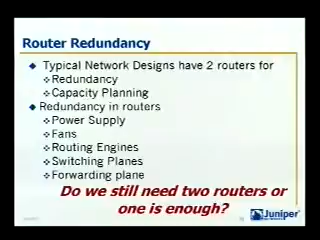 Router Redundancy
Typical Network Designs have 2 routers for
Redundancy
Capacity Planning
Redundancy in routers
Power Supply
Fans
Routing Engines
Switching Planes
Forwarding plane
Do we still need two routers or
one is enough?
Juniper